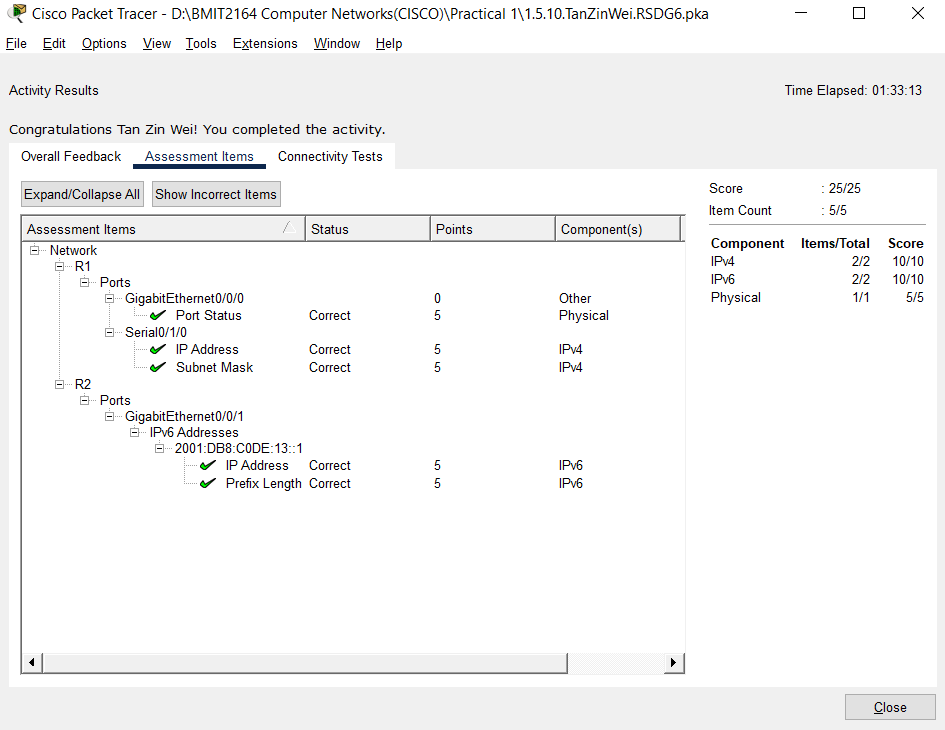 Cisco Packet Tracer - D:\BMIT2164 Computer Networks(CISCO)\Practical 1\1.5.10.TanZinWei.RSDG6.pka
File Edit Options View Tools Extensions Window Help
Activity Results Time Elapsed: 01:33:13
Congratulations Tan Zin Wei! You completed the activity.
Overall Feedback Assessment Items Connectivity Tests
Expand/Collapse All Show Incorrect Items
Assessment Items Status Points Component(s)
Network
R1
Ports
GigabitEthernet0/0/0 0 Other
Port Status Correct 5 Physical
Serial0/1/0
IP Address Correct 5 IPv4
Subnet Mask Correct 5 IPv4
R2
Ports
GigabitEthernet0/0/1
IPv6 Addresses
2001:DB8:C0DE:13::1
IP Address Correct 5 IPv6
Prefix Length Correct 5 IPv6
Score : 25/25
Item Count : 5/5
Component Items/Total Score
IPv4 2/2 10/10
IPv6 2/2 10/10
Physical 1/1 5/5
Close